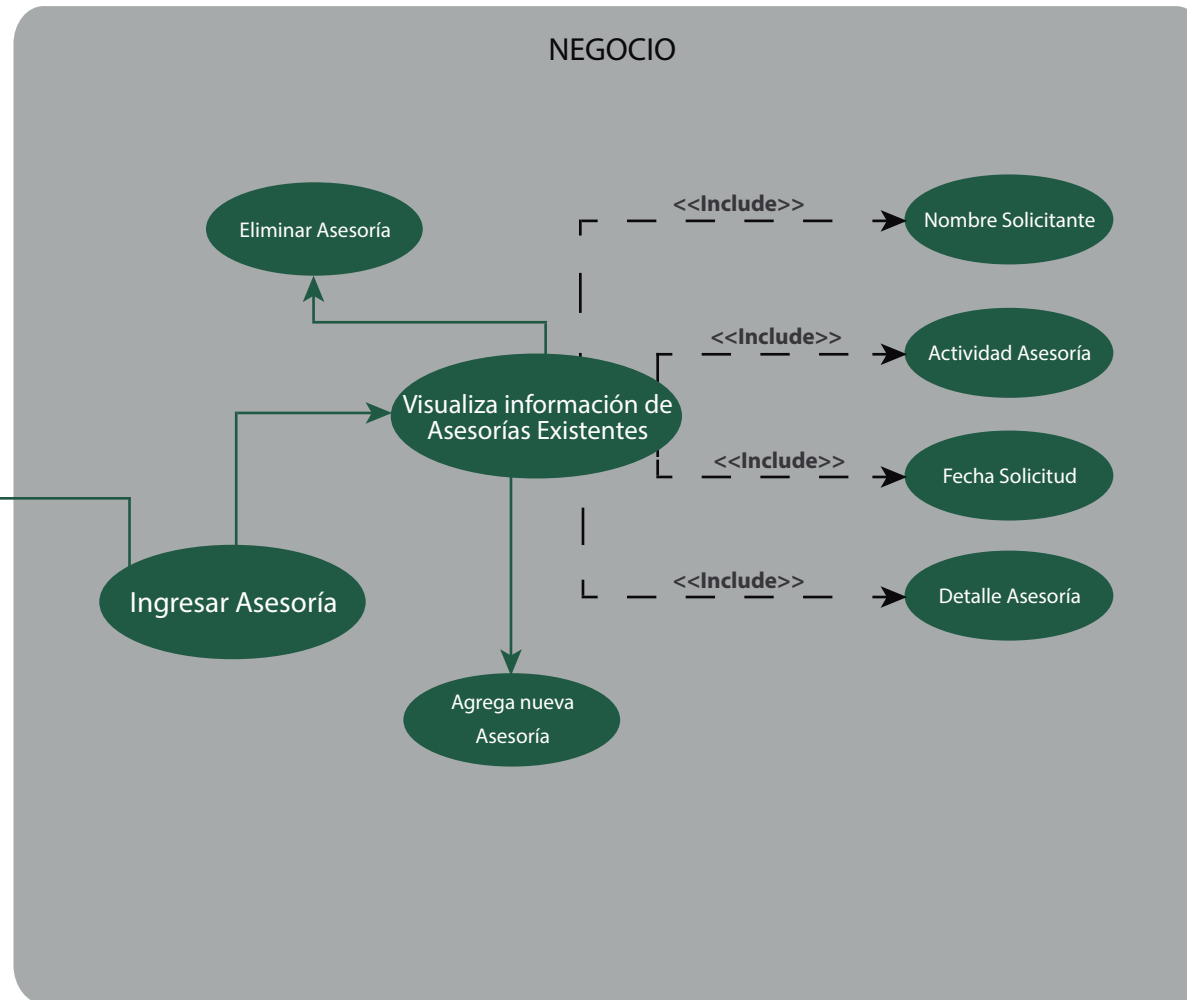 NEGOCIO
<<Include>>
Nombre Solicitante
Eliminar Asesoría
<<Include>>
Actividad Asesoría
Visualiza información de
Asesorías Existentes
<<Include>>
Fecha Solicitud
<<Include>>
Detalle Asesoría
Ingresar Asesoría
Agrega nueva
Asesoría